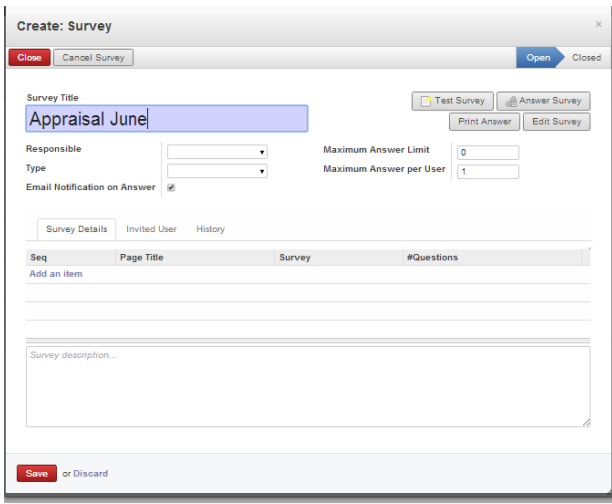 Create: Survey ×
Close Cancel Survey Open Closed
Survey Title
Appraisal June
Test Survey Answer Survey
Print Answer Edit Survey
Responsible Maximum Answer Limit 0
Type Maximum Answer per User 1
Email Notification on Answer
Survey Details Invited User History
Seq Page Title Survey #Questions
Add an item
Survey description...
Save or Discard